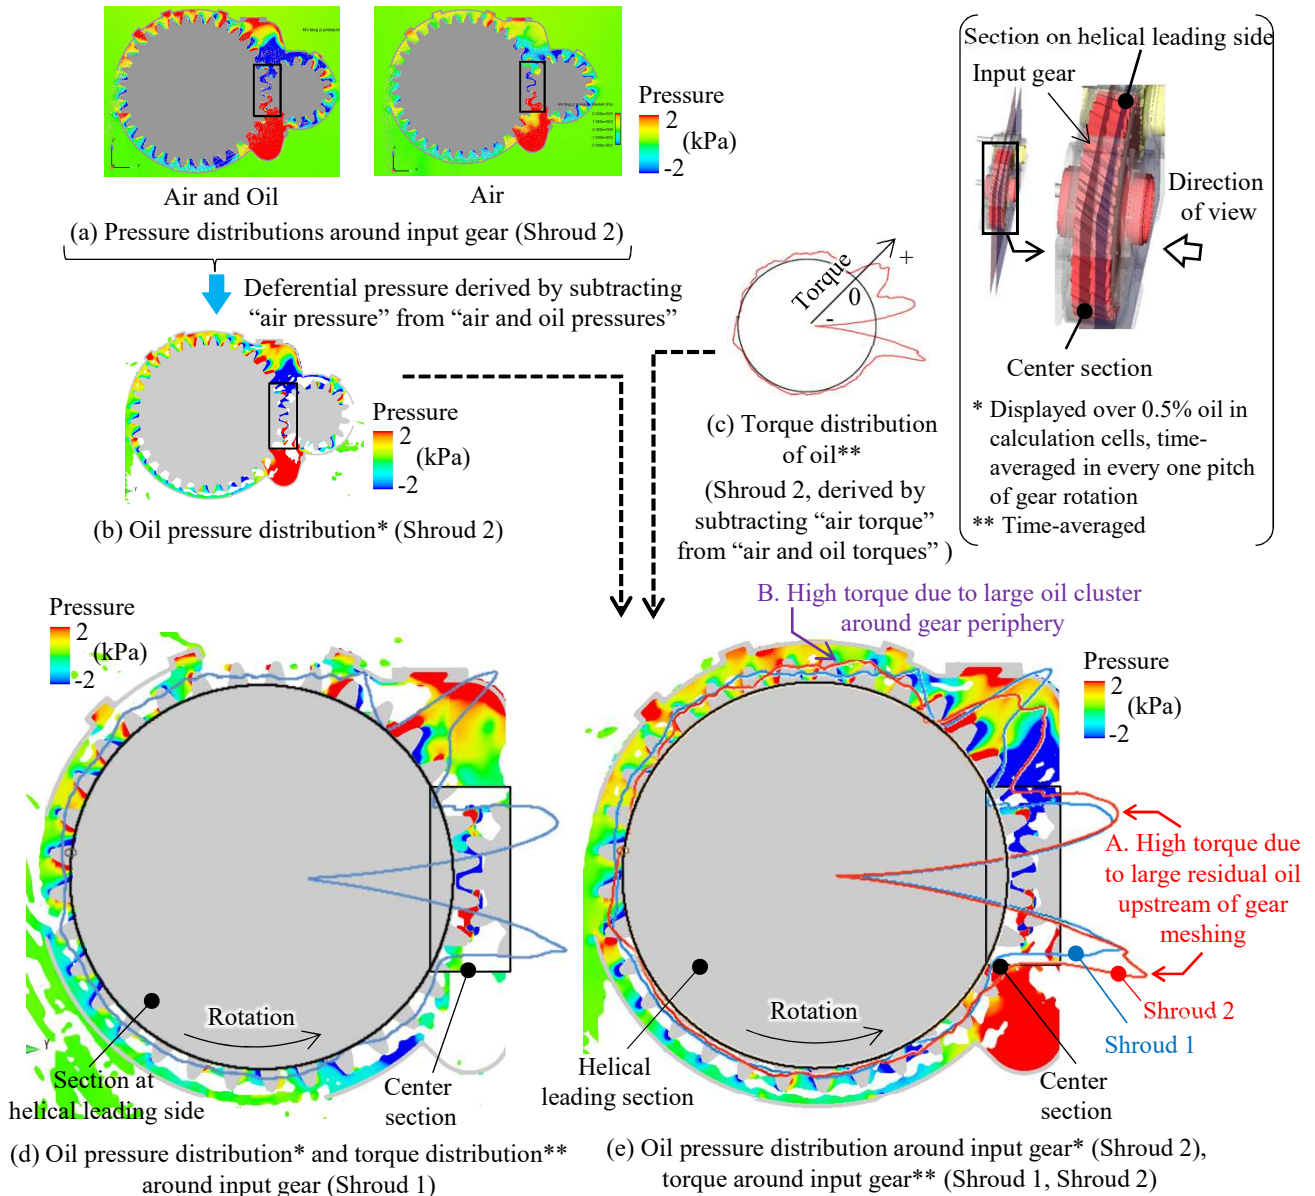 Pressure
2
(kPa)
-2
Air and Oil
Air
(a) Pressure distributions around input gear (Shroud 2)
Deferential pressure derived by subtracting
“air pressure” from “air and oil pressures”
Pressure
2
(kPa)
-2
(b) Oil pressure distribution* (Shroud 2)
Torque
+
0
-
(c) Torque distribution
of oil**
(Shroud 2, derived by
subtracting “air torque”
from “air and oil torques” )
Section on helical leading side
Input gear
Direction
of view
Center section
* Displayed over 0.5% oil in
calculation cells, time-
averaged in every one pitch
of gear rotation
** Time-averaged
Pressure
2
(kPa)
-2
Rotation
Y
Section at
helical leading side
Center
section
(d) Oil pressure distribution* and torque distribution**
around input gear (Shroud 1)
B. High torque due to large oil cluster
around gear periphery
Pressure
2
(kPa)
-2
A. High torque due
to large residual oil
upstream of gear
meshing
Shroud 2
Shroud 1
Rotation
Helical
leading section
Center
section
(e) Oil pressure distribution around input gear* (Shroud 2),
torque around input gear** (Shroud 1, Shroud 2)